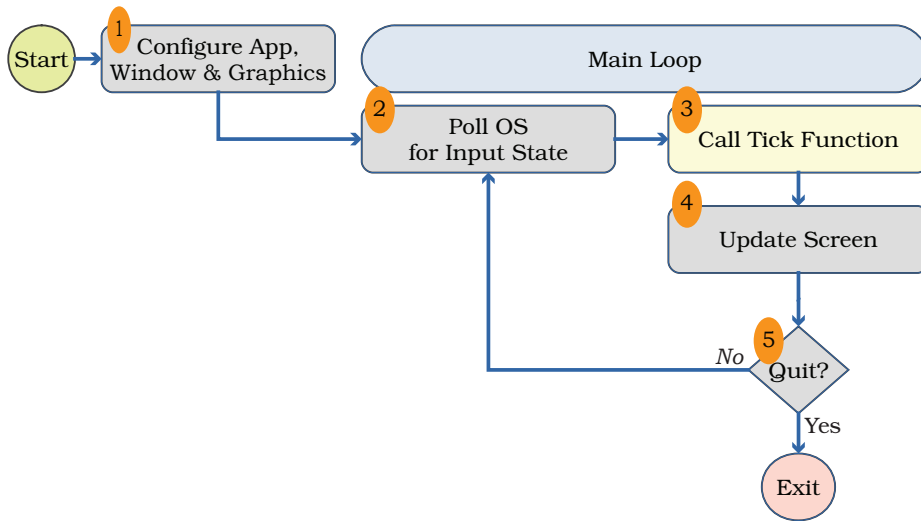 1
Start
Configure App,
Window & Graphics
Main Loop
2
Poll OS
for Input State
3
Call Tick Function
4
Update Screen
5
No
Quit?
Yes
Exit